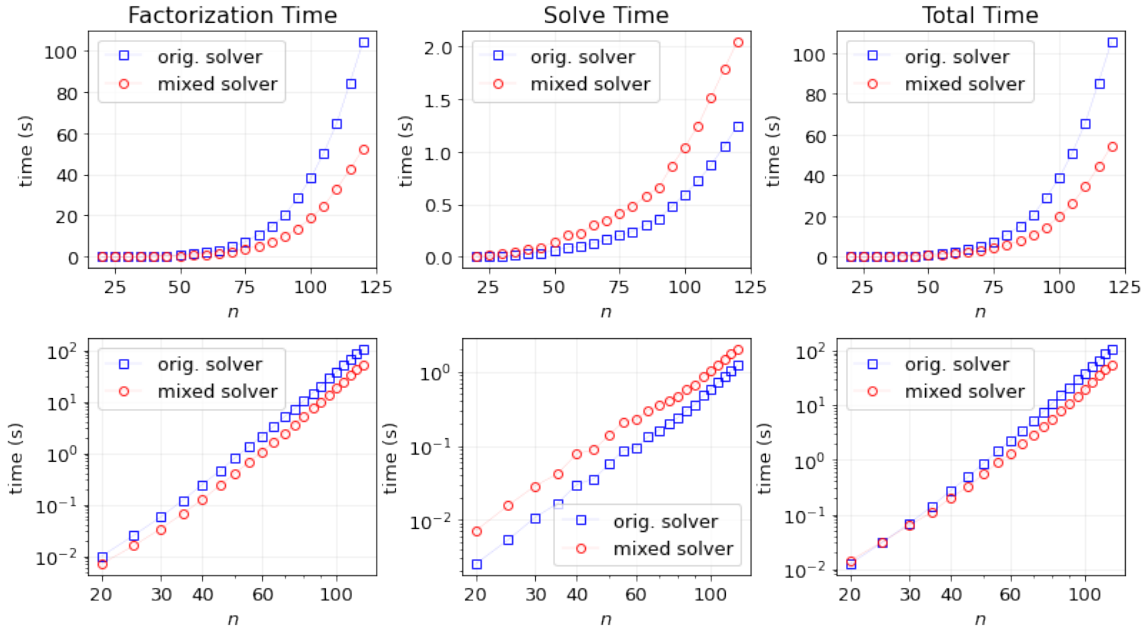 Factorization Time
100
80
60
40
20
0
time (s)
orig. solver
mixed solver
25
50
75
100
125
n
Solve Time
2.0
1.5
1.0
0.5
0.0
time (s)
orig. solver
mixed solver
25
50
75
100
125
n
Total Time
100
80
60
40
20
0
time (s)
orig. solver
mixed solver
25
50
75
100
125
n
10²
10¹
10⁰
10⁻¹
10⁻²
time (s)
orig. solver
mixed solver
20
30
40
60
100
n
10⁰
10⁻¹
10⁻²
time (s)
orig. solver
mixed solver
20
30
40
60
100
n
10²
10¹
10⁰
10⁻¹
10⁻²
time (s)
orig. solver
mixed solver
20
30
40
60
100
n